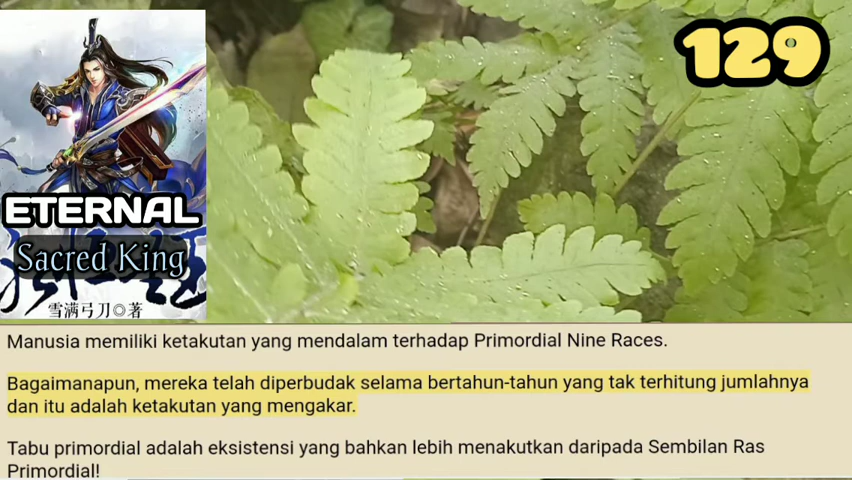 129
ETERNAL
Sacred King
雪满弓刀◎著
Manusia memiliki ketakutan yang mendalam terhadap Primordial Nine Races.
Bagaimanapun, mereka telah diperbudak selama bertahun-tahun yang tak terhitung jumlahnya
dan itu adalah ketakutan yang mengakar.
Tabu primordial adalah eksistensi yang bahkan lebih menakutkan daripada Sembilan Ras
Primordial!